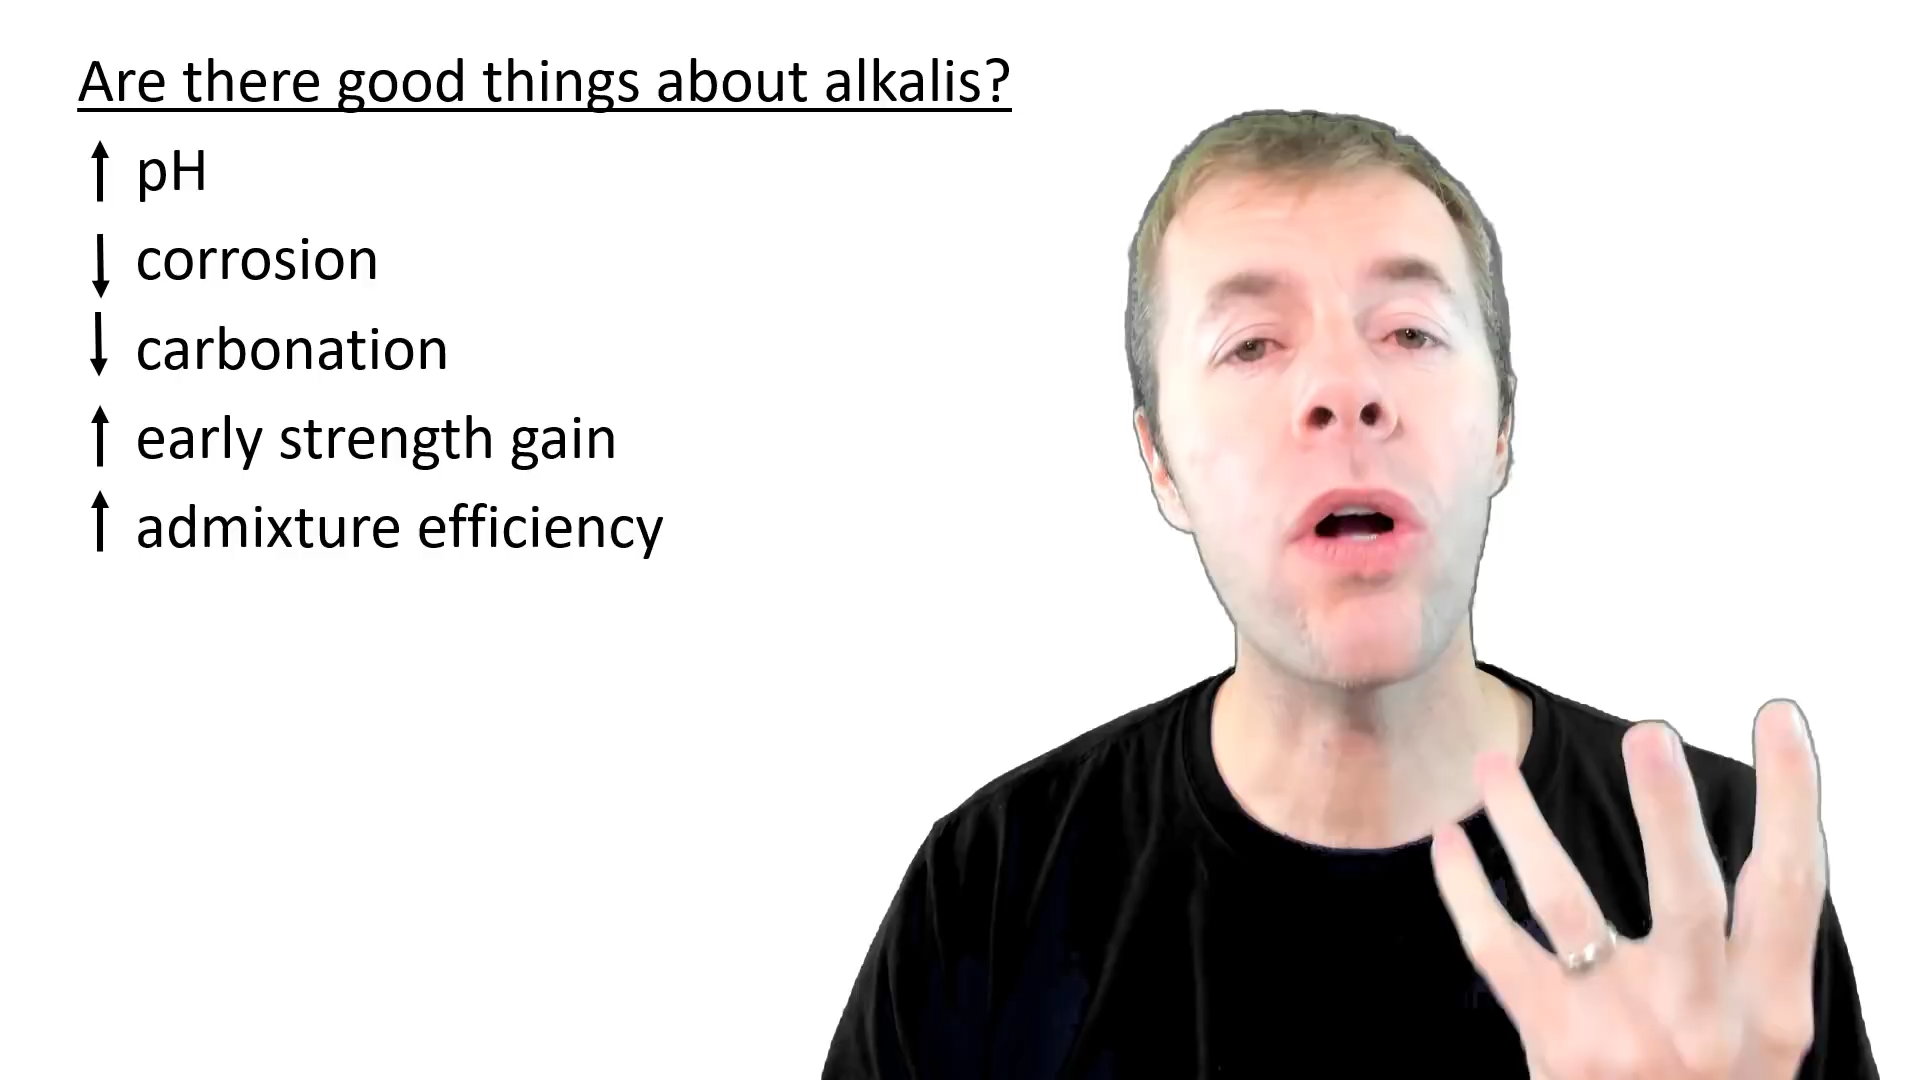 Are there good things about alkalis?
↑ pH
↓ corrosion
↓ carbonation
↑ early strength gain
↑ admixture efficiency